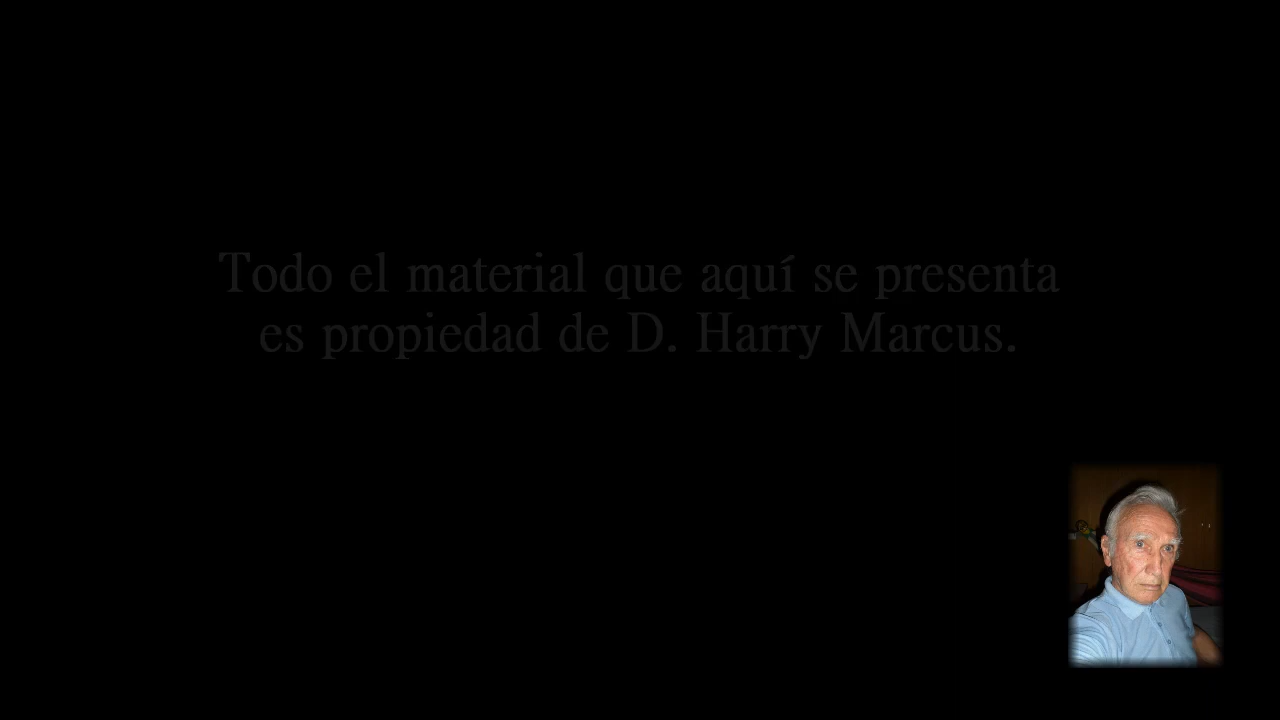 Todo el material que aquí se presenta
es propiedad de D. Harry Marcus.